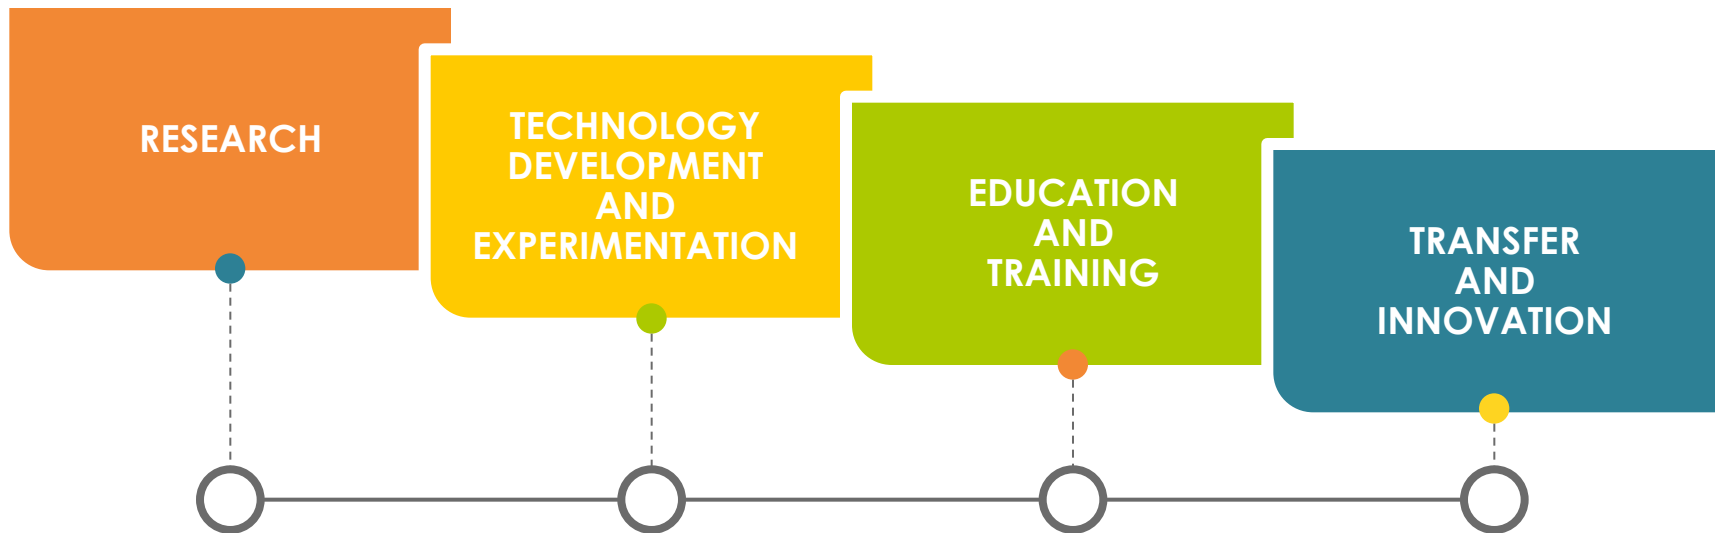 RESEARCH
TECHNOLOGY
DEVELOPMENT
AND
EXPERIMENTATION
EDUCATION
AND
TRAINING
TRANSFER
AND
INNOVATION